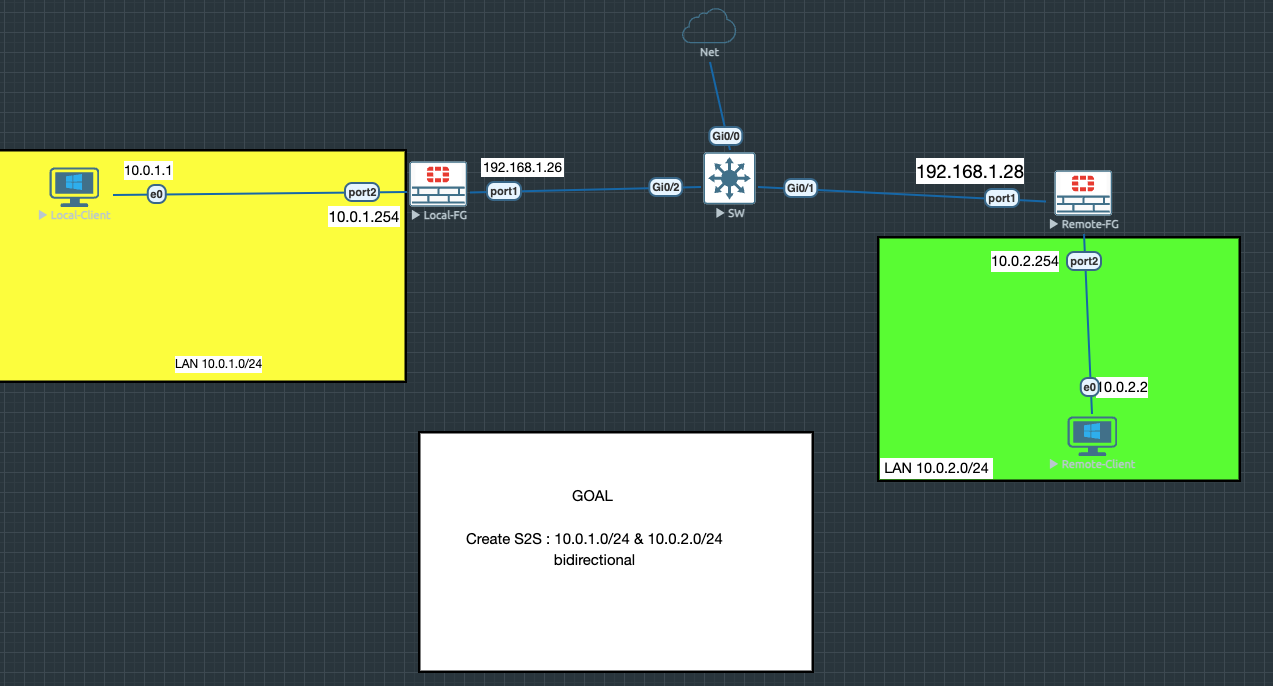 Net
Gi0/0
10.0.1.1
e0
Local-Client
port2
10.0.1.254
Local-FG
192.168.1.26
port1
Gi0/2
SW
Gi0/1
192.168.1.28
port1
Remote-FG
10.0.2.254
port2
LAN 10.0.1.0/24
e0
10.0.2.2
Remote-Client
LAN 10.0.2.0/24
GOAL
Create S2S : 10.0.1.0/24 & 10.0.2.0/24
bidirectional